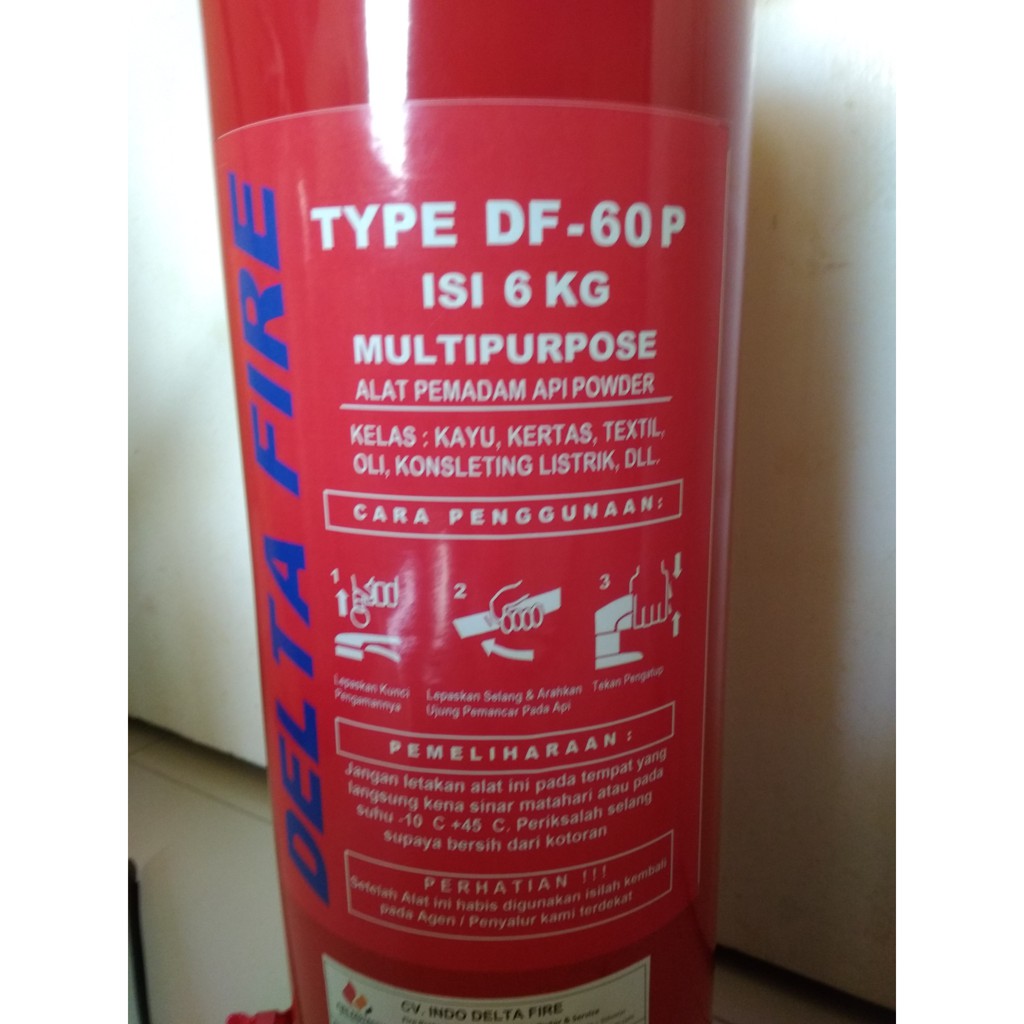 DELTA FIRE
TYPE DF-60P
ISI 6 KG
MULTIPURPOSE
ALAT PEMADAM API POWDER
KELAS : KAYU, KERTAS, TEXTIL,
OLI, KONSLETING LISTRIK, DLL.
CARA PENGGUNAAN:
1
2
3
Lepaskan Kunci
Pengamannya
Lepaskan Selang & Arahkan
Ujung Pemancar Pada Api
Tekan Pengatup
PEMELIHARAAN :
Jangan letakan alat ini pada tempat yang
langsung kena sinar matahari atau pada
suhu -10 C +45 C. Periksalah selang
supaya bersih dari kotoran
PERHATIAN !!!
Setelah Alat ini habis digunakan isilah kembali
pada Agen / Penyalur kami terdekat
CV. INDO DELTA FIRE
& Service